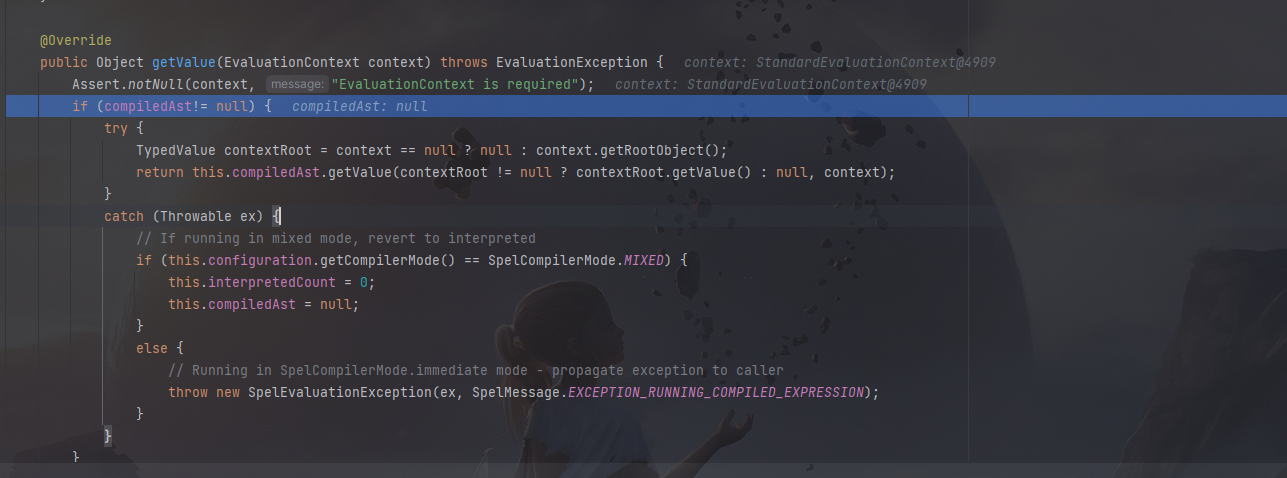 @Override
public Object getValue(EvaluationContext context) throws EvaluationException { context: StandardEvaluationContext@4909
Assert.notNull(context, message: "EvaluationContext is required"); context: StandardEvaluationContext@4909
if (compiledAst!= null) { compiledAst: null
try {
TypedValue contextRoot = context == null ? null : context.getRootObject();
return this.compiledAst.getValue(contextRoot != null ? contextRoot.getValue() : null, context);
}
catch (Throwable ex) {
// If running in mixed mode, revert to interpreted
if (this.configuration.getCompilerMode() == SpelCompilerMode.MIXED) {
this.interpretedCount = 0;
this.compiledAst = null;
}
else {
// Running in SpelCompilerMode.immediate mode - propagate exception to caller
throw new SpelEvaluationException(ex, SpelMessage.EXCEPTION_RUNNING_COMPILED_EXPRESSION);
}
}
}